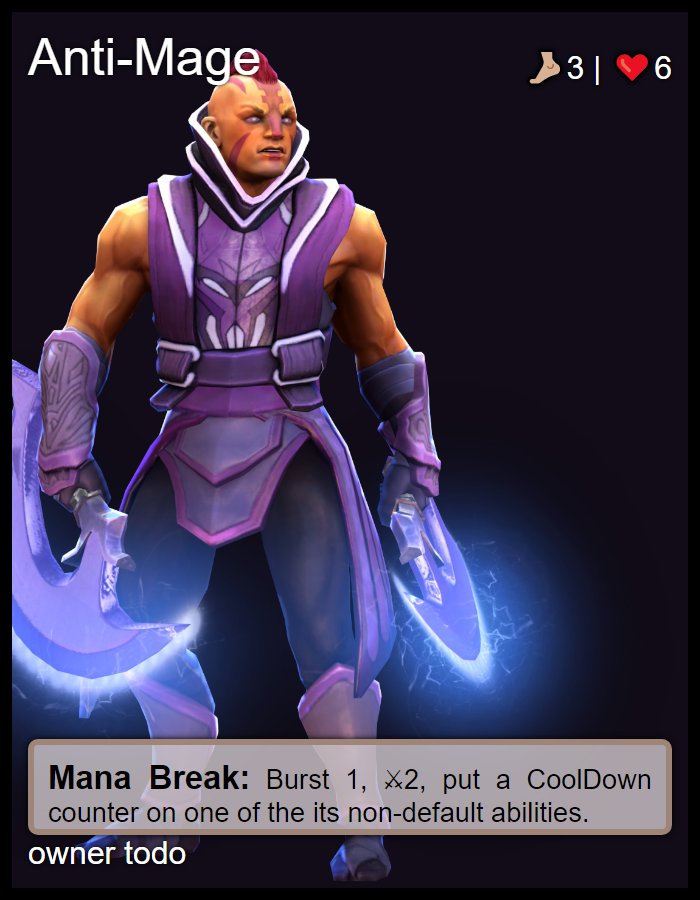 Anti-Mage
🦶3 | ❤️6
Mana Break: Burst 1, ⚔2, put a CoolDown
counter on one of the its non-default abilities.
owner todo